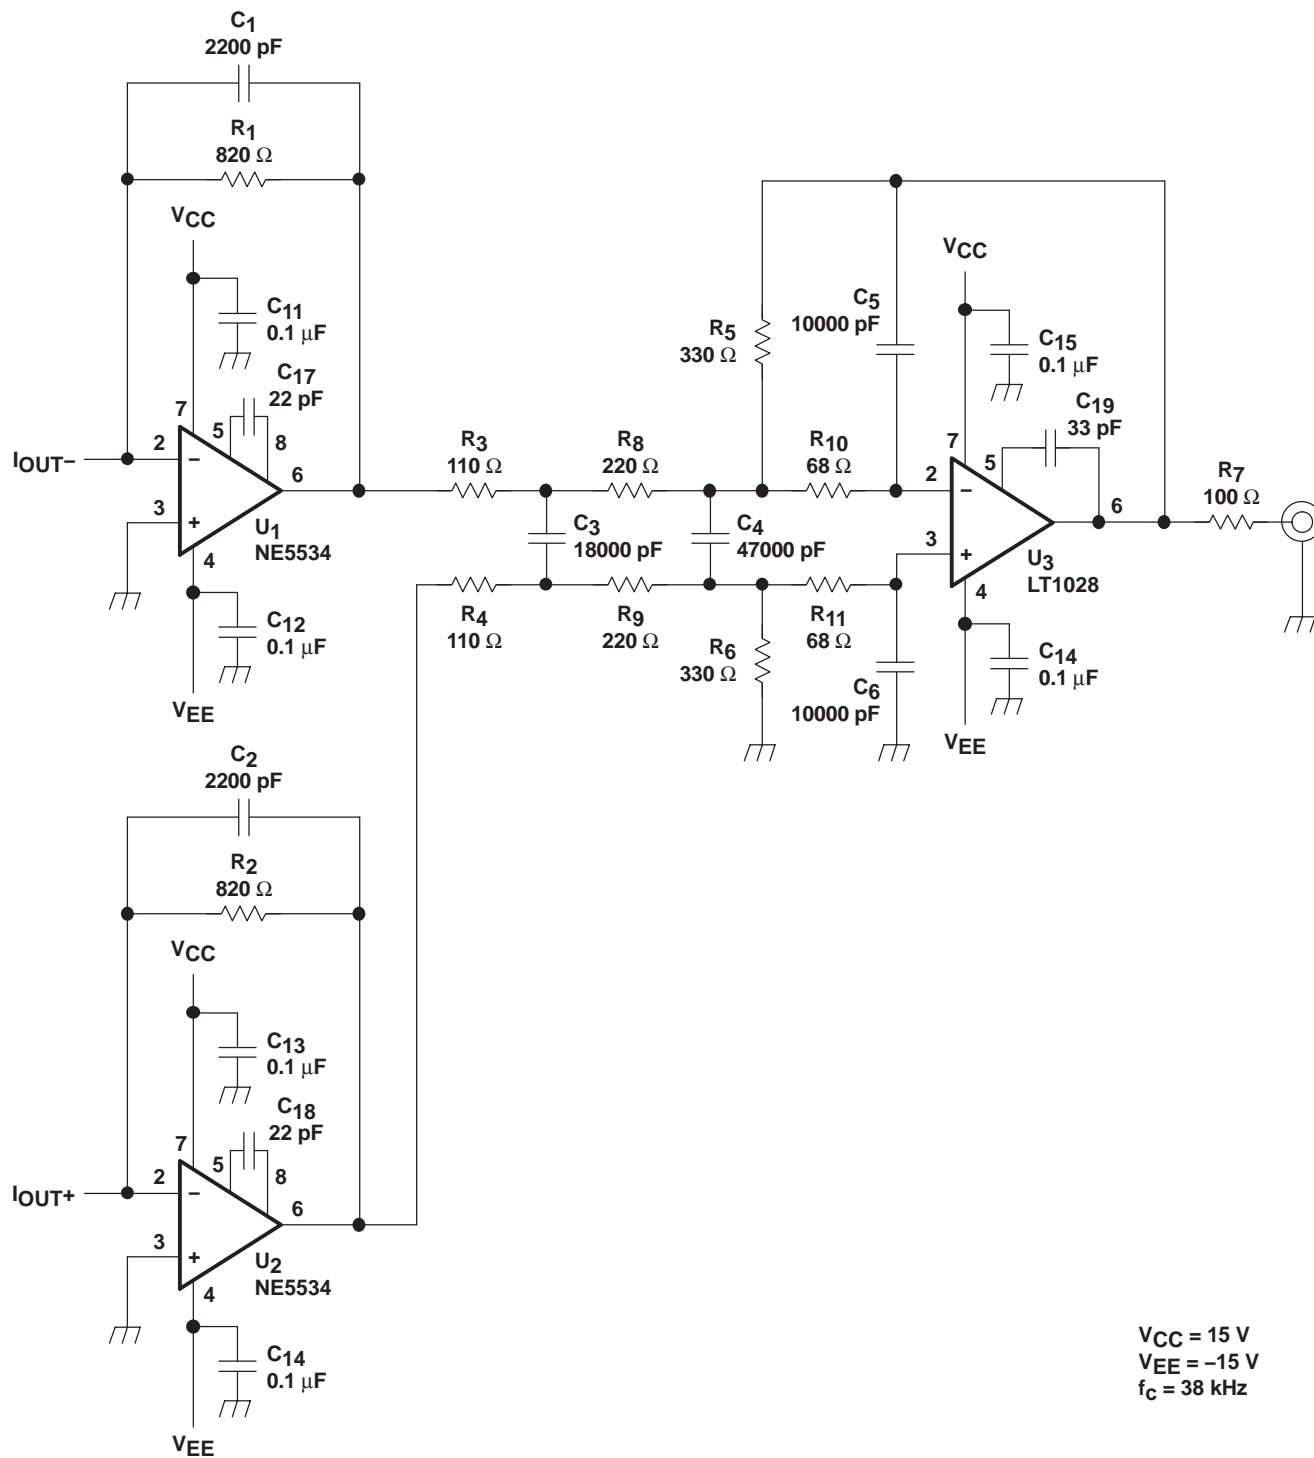 C1
2200 pF
R1
820 Ω
VCC
C11
0.1 μF
C17
22 pF
7
5
8
2
IOUT–
–
6
3
+
U1
NE5534
4
C12
0.1 μF
VEE
R3
110 Ω
R8
220 Ω
R10
68 Ω
C3
18000 pF
C4
47000 pF
R4
110 Ω
R9
220 Ω
R11
68 Ω
R5
330 Ω
C5
10000 pF
R6
330 Ω
C6
10000 pF
VCC
C15
0.1 μF
C19
33 pF
7
5
2
–
6
3
+
U3
LT1028
4
R7
100 Ω
C14
0.1 μF
VEE
C2
2200 pF
R2
820 Ω
VCC
C13
0.1 μF
C18
22 pF
7
5
8
2
IOUT+
–
6
3
+
U2
NE5534
4
C14
0.1 μF
VEE
VCC = 15 V
VEE = –15 V
fc = 38 kHz